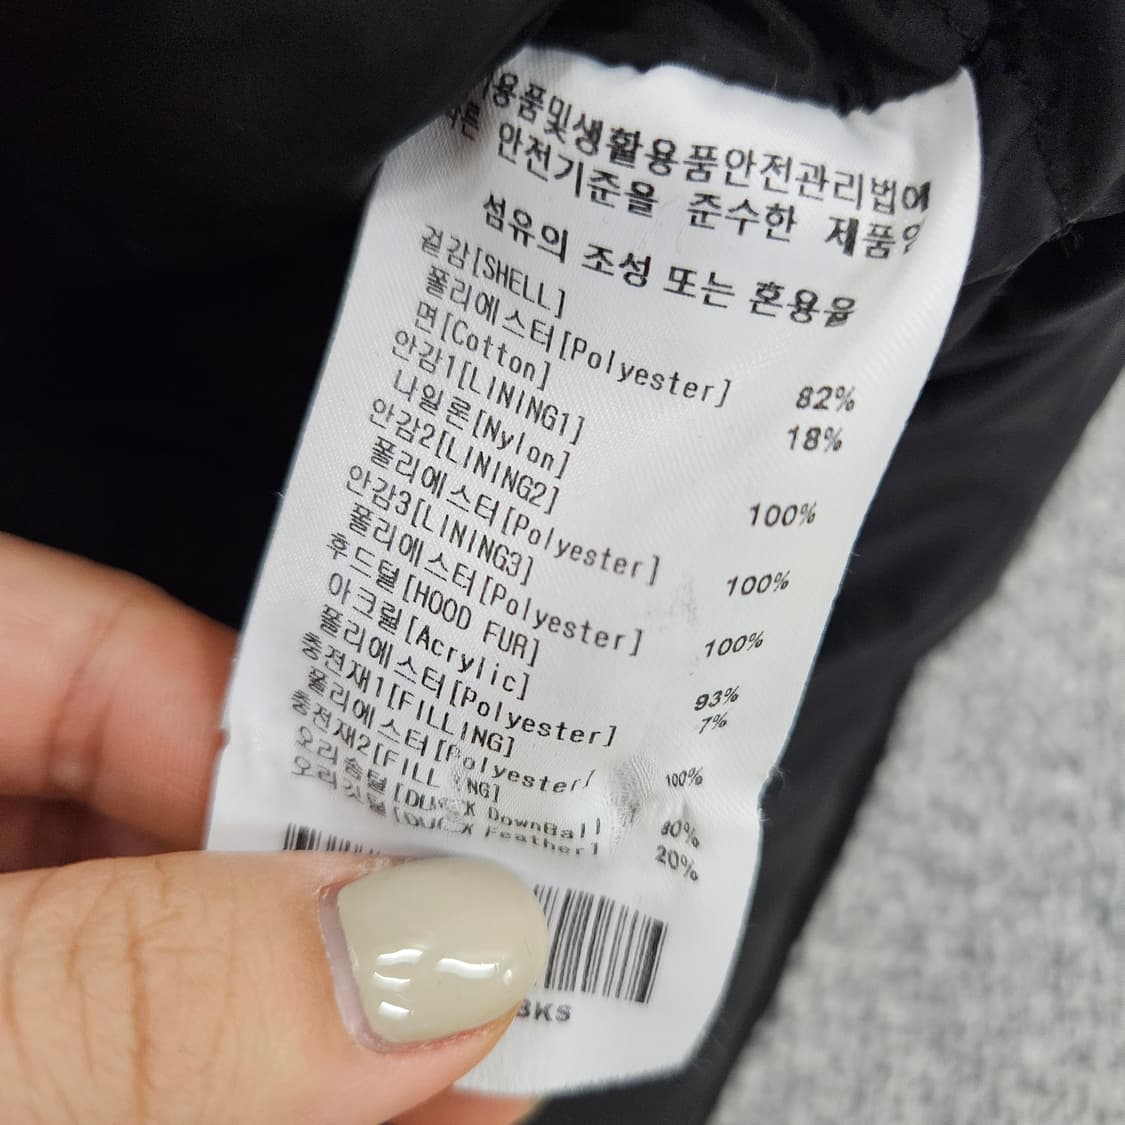 용품및생활용품안전관리법에
안전기준을 준수한 제품
섬유의 조성 또는 혼용율
겉감[SHELL]
폴리에스터[Polyester] 82%
면[Cotton] 18%
안감1[LINING1]
나일론[Nylon] 100%
안감2[LINING2]
폴리에스터[Polyester] 100%
안감3[LINING3]
폴리에스터[Polyester] 100%
후드털[HOOD FUR]
아크릴[Acrylic] 93%
폴리에스터[Polyester] 7%
충전재1[FILLING]
폴리에스터[Polyester] 100%
충전재2[FILL NG]
오리솜털[DUCK DownBall 80%
오리깃털[DUCK Feather] 20%
BKS